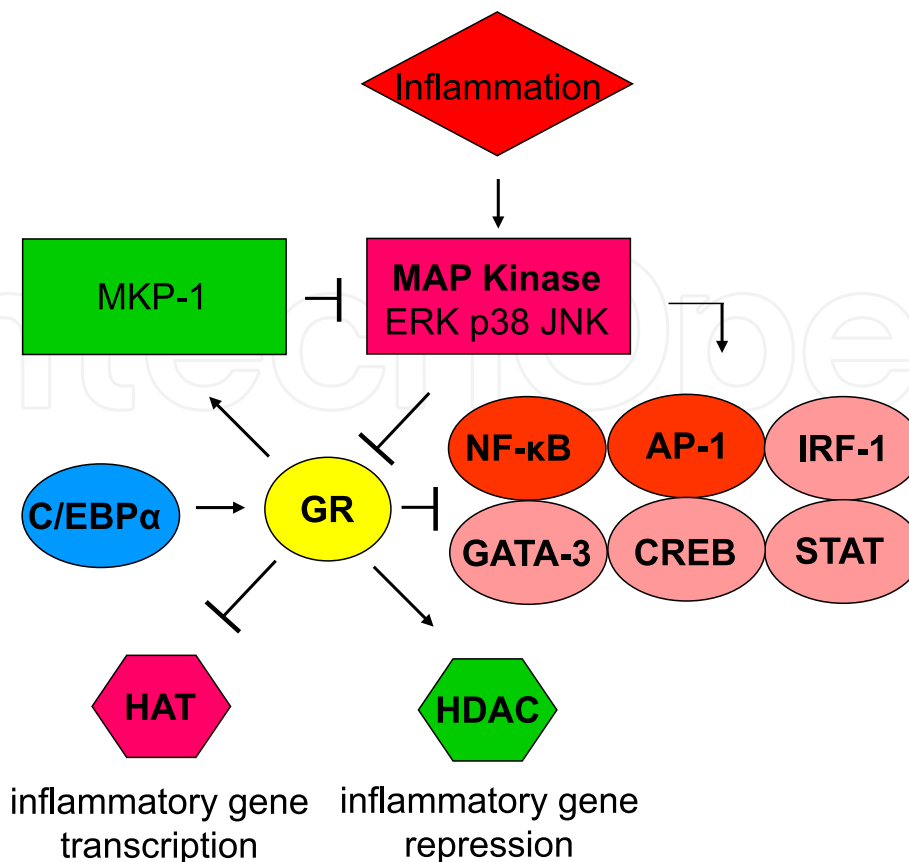 Inflammation
MKP-1
MAP Kinase
ERK p38 JNK
NF-κB
AP-1
IRF-1
C/EBPα
GR
GATA-3
CREB
STAT
HAT
HDAC
inflammatory gene
transcription
inflammatory gene
repression